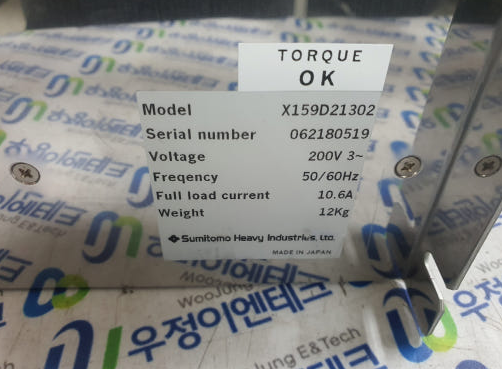 TORQUE
OK
Model X159D21302
Serial number 062180519
Voltage 200V 3~
Freqency 50/60Hz
Full load current 10.6A
Weight 12Kg
Sumitomo Heavy Industries, Ltd.
MADE IN JAPAN
우정이엔테크
WooJung E&Tech